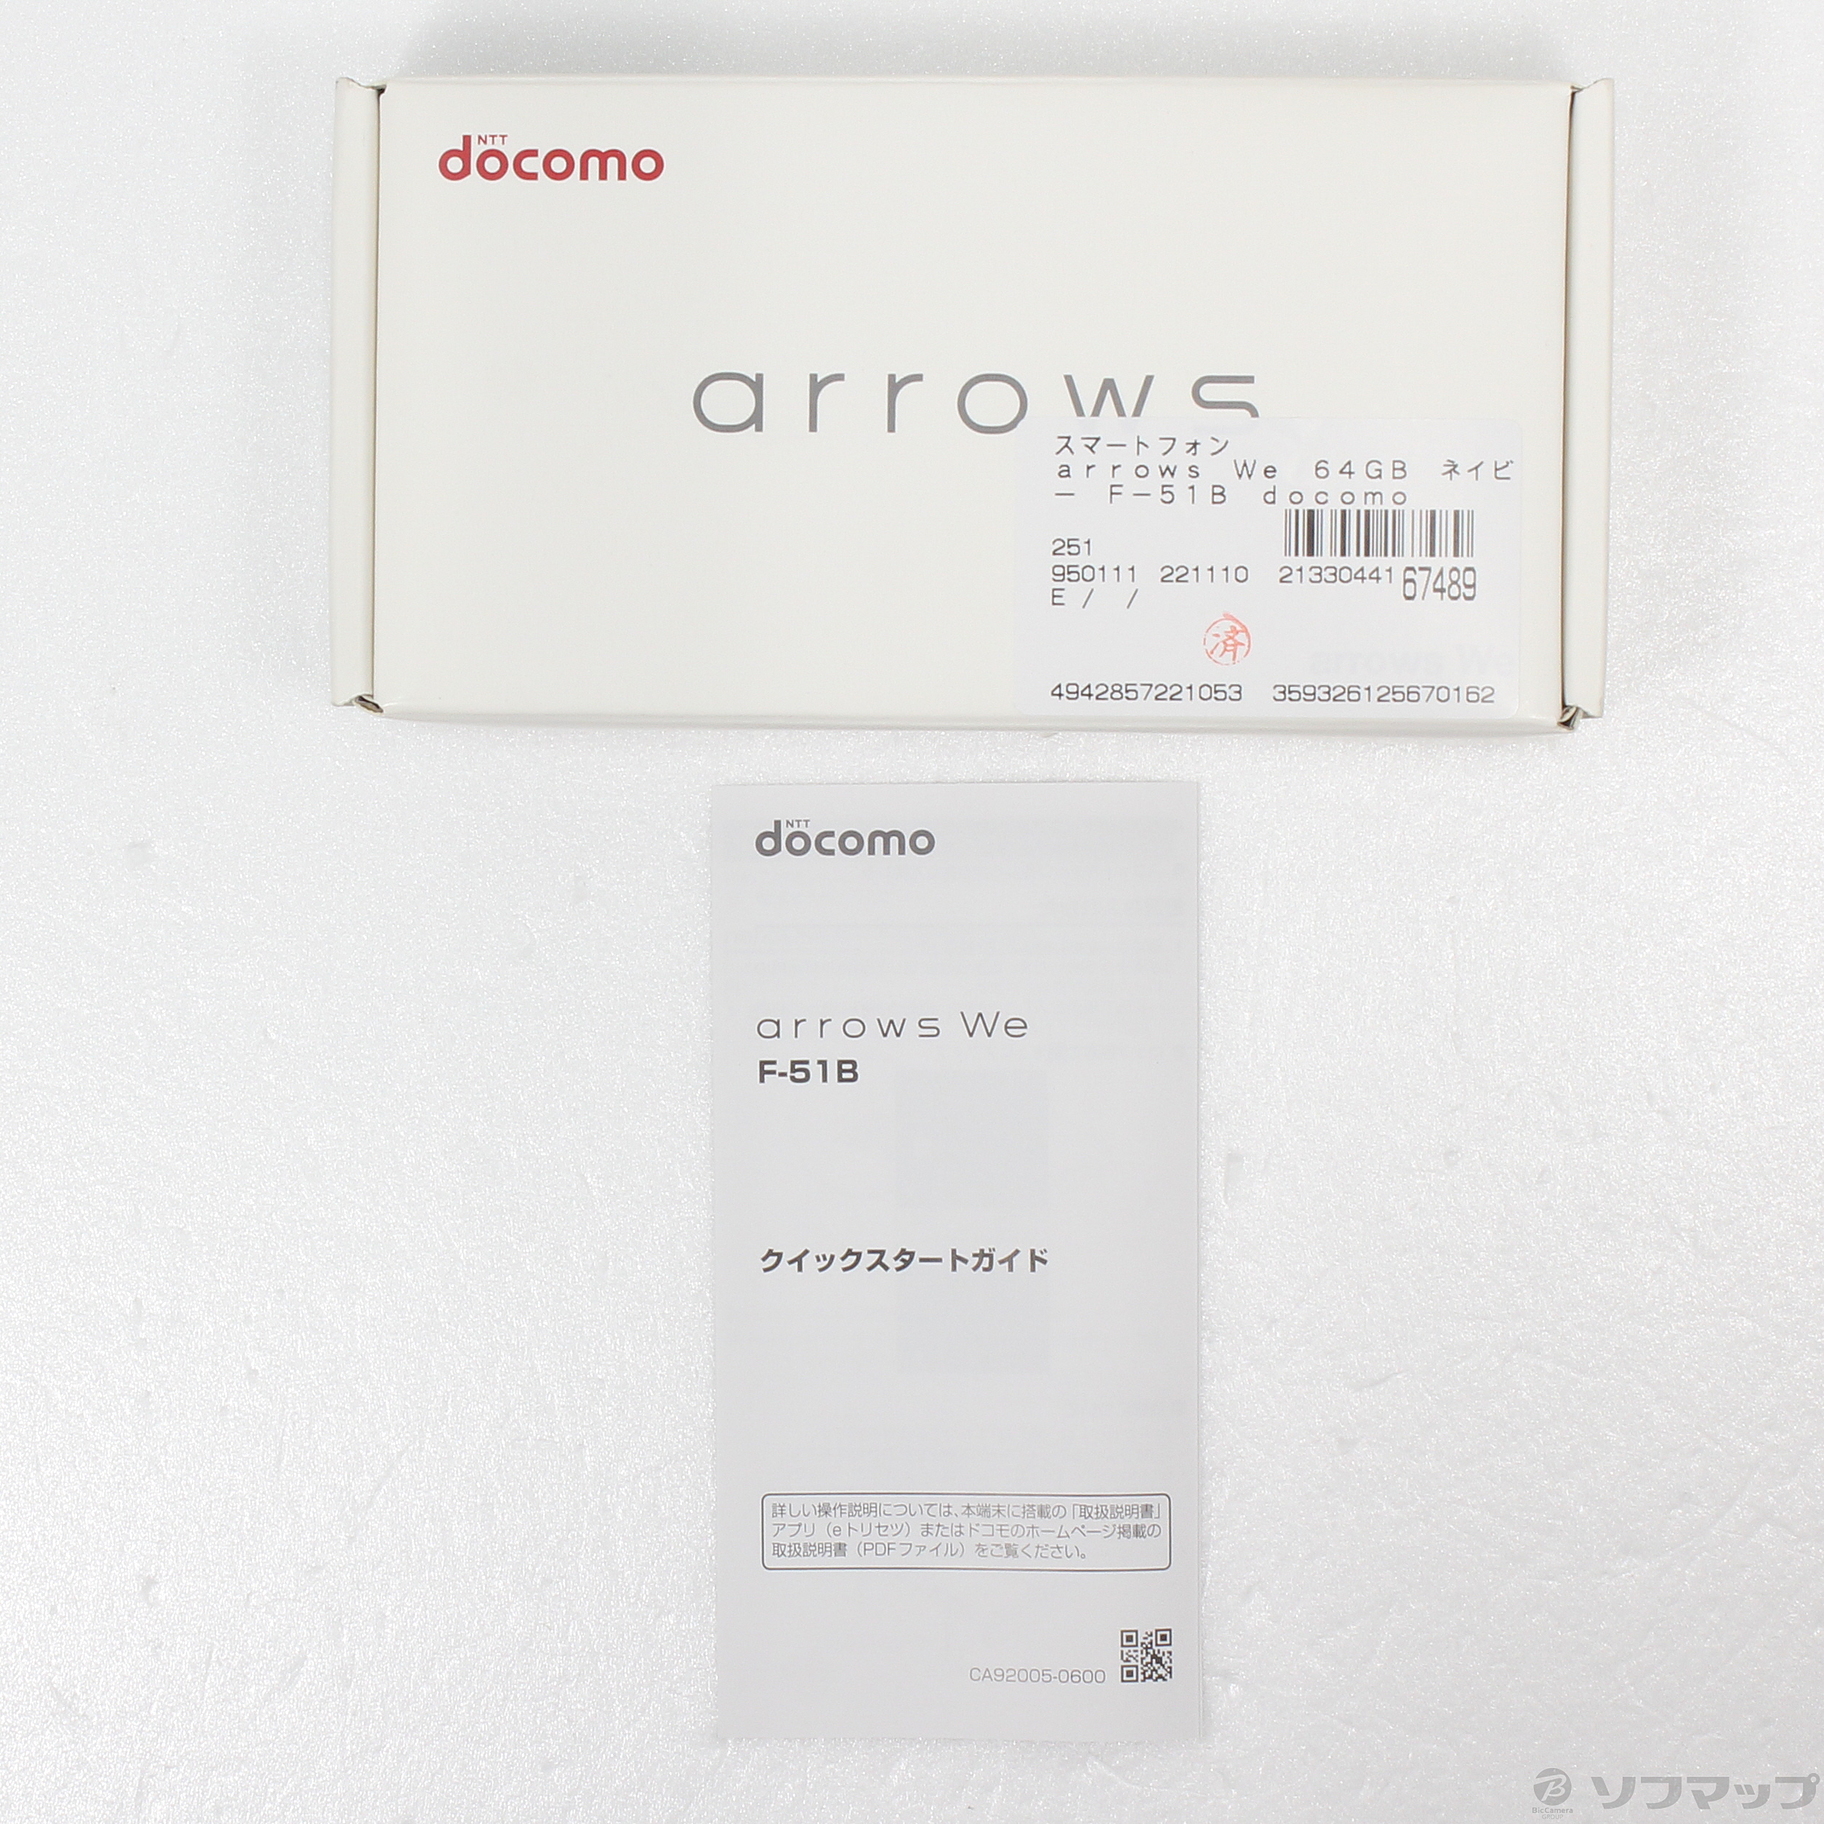 NTT
docomo
arrows
スマートフォン
arrows We 64GB ネイビ
ー F-51B docomo
251
950111 221110 2133044167489
E / /
済
arrows We
4942857221053 359326125670162
NTT
docomo
arrows We
F-51B
クイックスタートガイド
詳しい操作説明については、本端末に搭載の「取扱説明書」
アプリ（eトリセツ）またはドコモのホームページ掲載の
取扱説明書（PDFファイル）をご覧ください。
CA92005-0600
B ソフマップ
BicCamera
GROUP